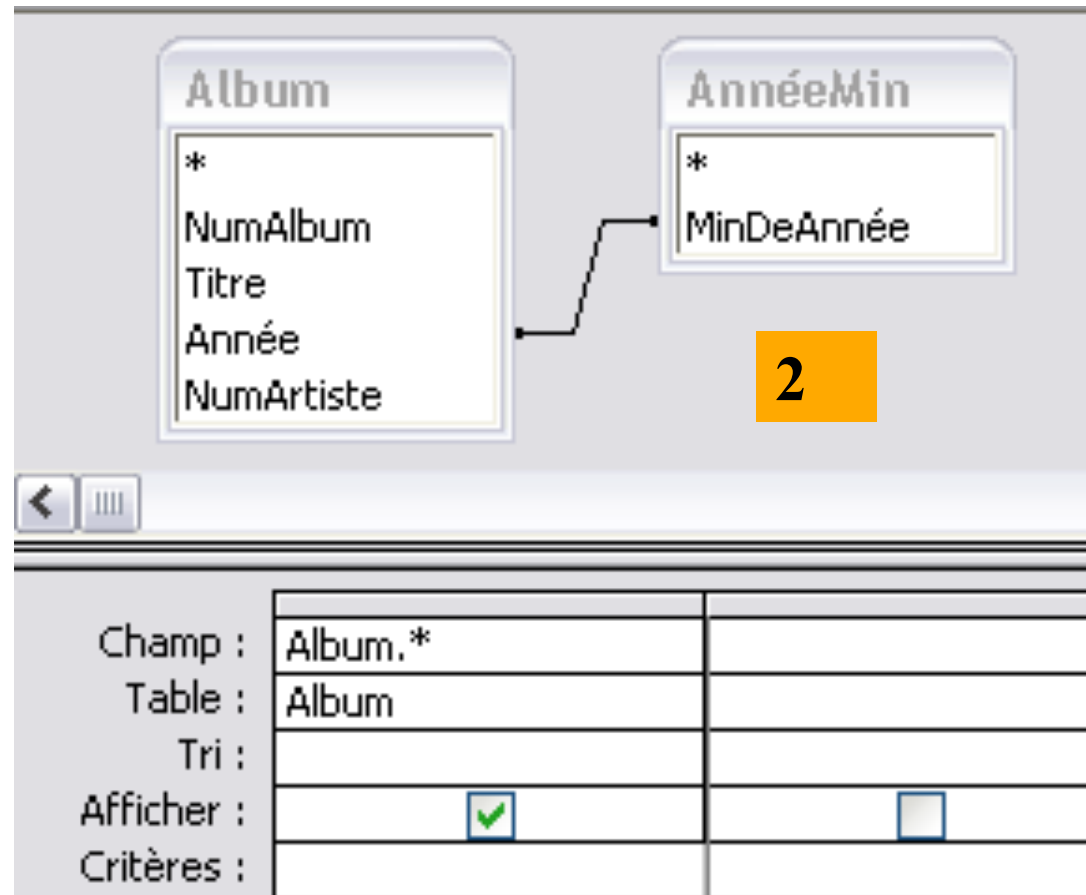 Album
*
NumAlbum
Titre
Année
NumArtiste
AnnéeMin
*
MinDeAnnée
2
Champ : Album.*
Table : Album
Tri :
Afficher :
Critères :